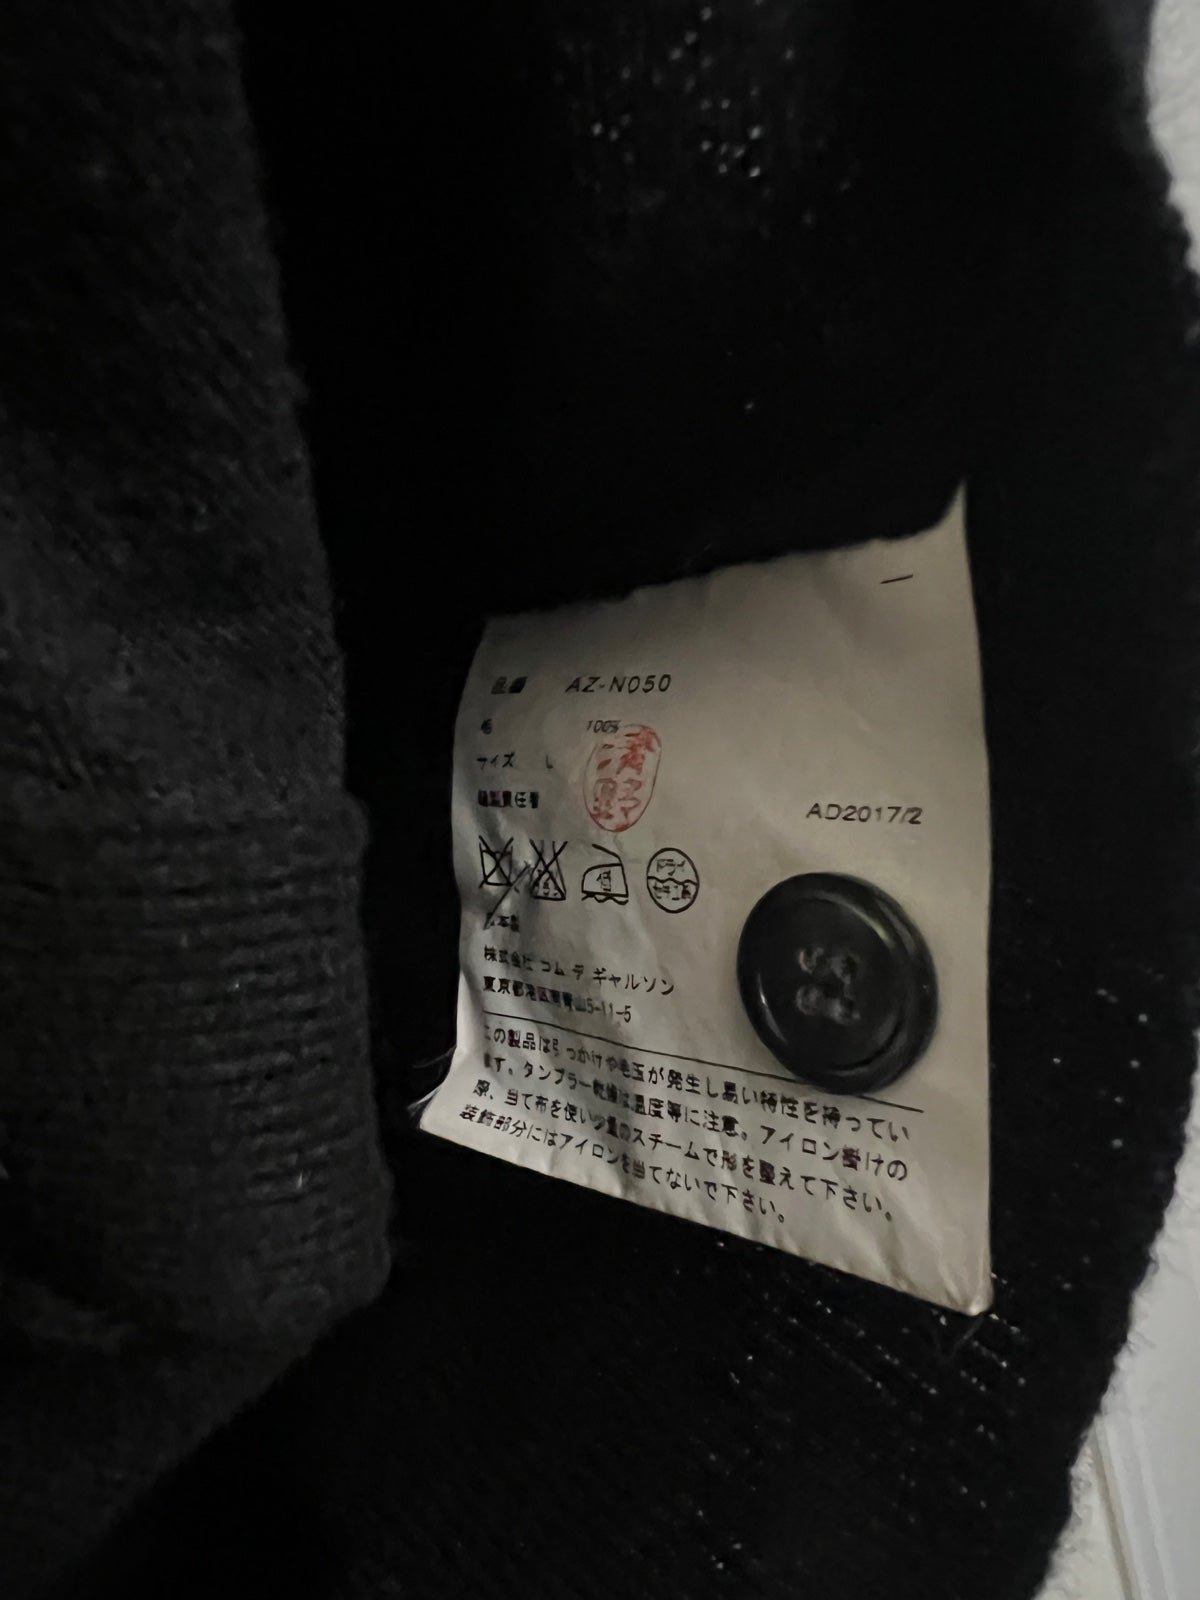 品番 AZ-N050
毛 100%
サイズ L
縫製責任者
AD2017/2
日本製
株式会社 コム デ ギャルソン
東京都港区南青山5-11-5
この製品は引っかけや毛玉が発生し易い特性を持ってい
ます。タンブラー乾燥は温度等に注意。アイロン掛けの
際、当て布を使い少量のスチームで形を整えて下さい。
装飾部分にはアイロンを当てないで下さい。